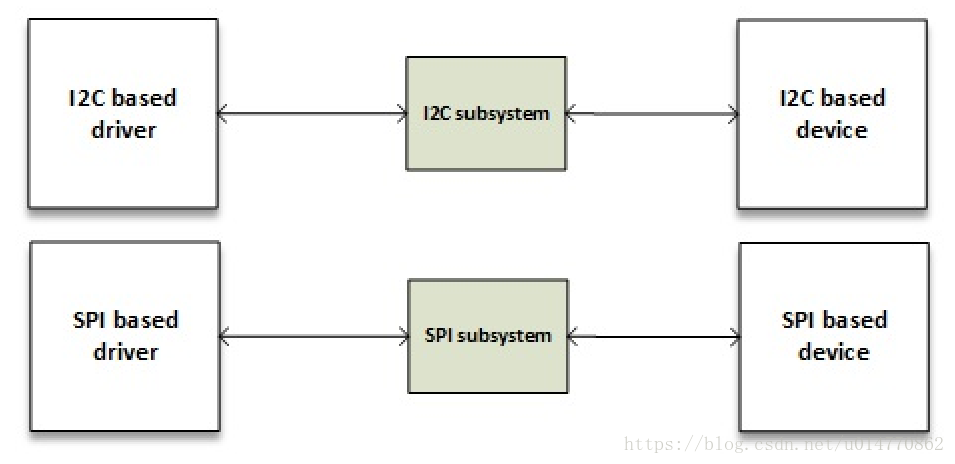 I2C based
driver
I2C subsystem
I2C based
device
SPI based
driver
SPI subsystem
SPI based
device
https://blog.csdn.net/u014770862